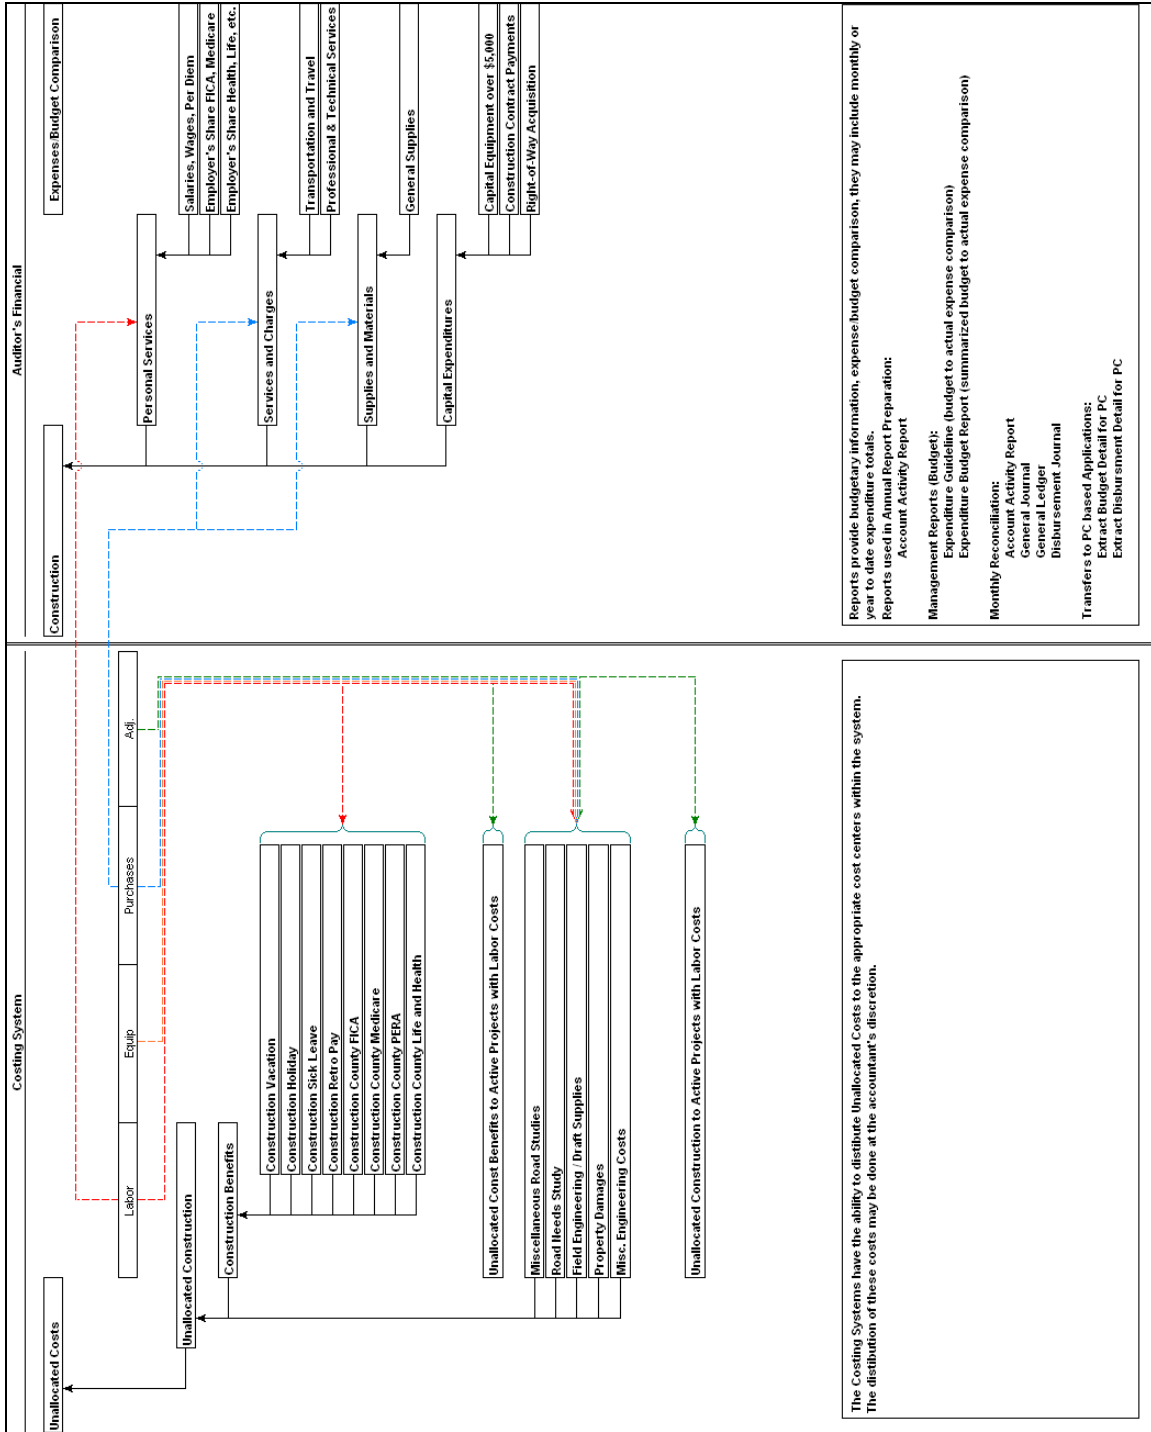 Costing System
Auditor's Financial
Unallocated Costs
Construction
Expenses/Budget Comparison
Labor
Equip
Purchases
Adj.
Unallocated Construction
Construction Benefits
Construction Vacation
Construction Holiday
Construction Sick Leave
Construction Retro Pay
Construction County FICA
Construction County Medicare
Construction County PERA
Construction County Life and Health
Unallocated Const Benefits to Active Projects with Labor Costs
Miscellaneous Road Studies
Road Needs Study
Field Engineering / Draft Supplies
Property Damages
Misc. Engineering Costs
Unallocated Construction to Active Projects with Labor Costs
Personal Services
Salaries, Wages, Per Diem
Employer's Share FICA, Medicare
Employer's Share Health, Life, etc.
Services and Charges
Transportation and Travel
Professional & Technical Services
Supplies and Materials
General Supplies
Capital Expenditures
Capital Equipment over $5,000
Construction Contract Payments
Right-of-Way Acquisition
The Costing Systems have the ability to distibute Unallocated Costs to the appropriate cost centers within the system.
The distibution of these costs may be done at the accountant's discretion.
Reports provide budgetary information, expense/budget comparison, they may include monthly or
year to date expenditure totals.
Reports used in Annual Report Preparation:
Account Activity Report
Management Reports (Budget):
Expenditure Guideline (budget to actual expense comparison)
Expenditure Budget Report (summarized budget to actual expense comparison)
Monthly Reconciliation:
Account Activity Report
General Journal
General Ledger
Disbursement Journal
Transfers to PC based Applications:
Extract Budget Detail for PC
Extract Disbursment Detail for PC